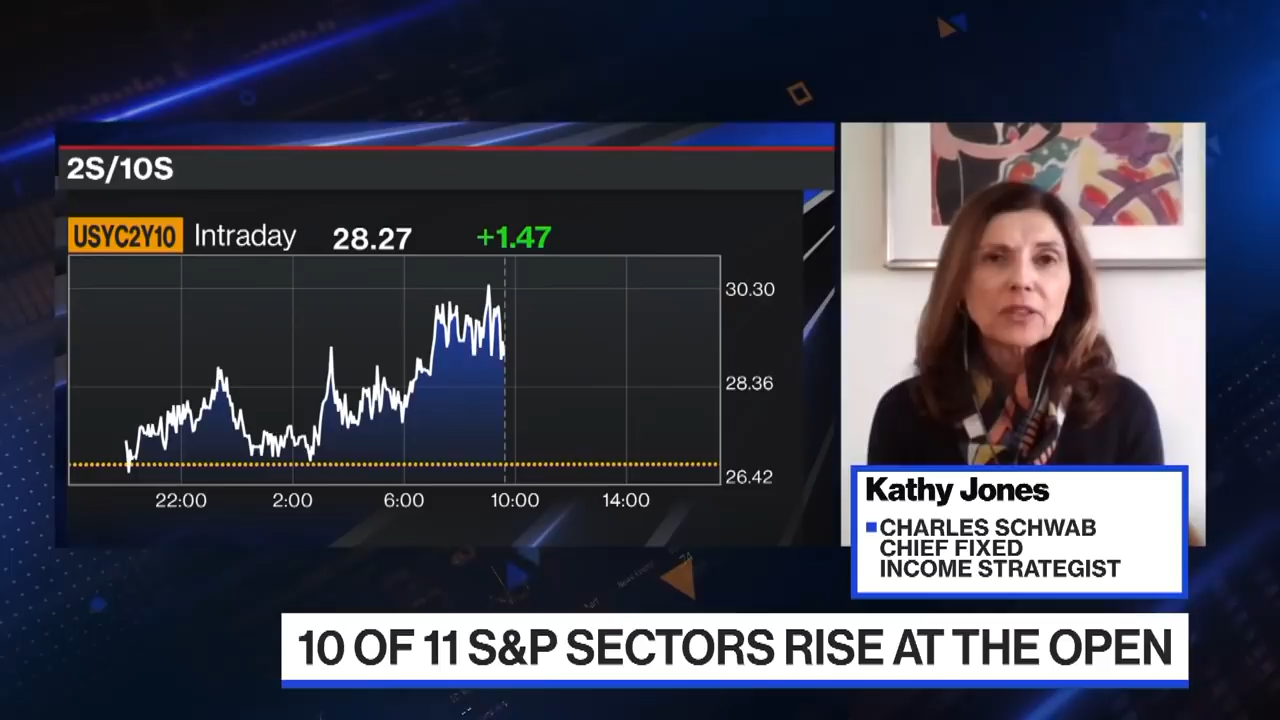 2S/10S
USYC2Y10 Intraday 28.27 +1.47
30.30
28.36
26.42
22:00 2:00 6:00 10:00 14:00
Kathy Jones
CHARLES SCHWAB
CHIEF FIXED
INCOME STRATEGIST
10 OF 11 S&P SECTORS RISE AT THE OPEN